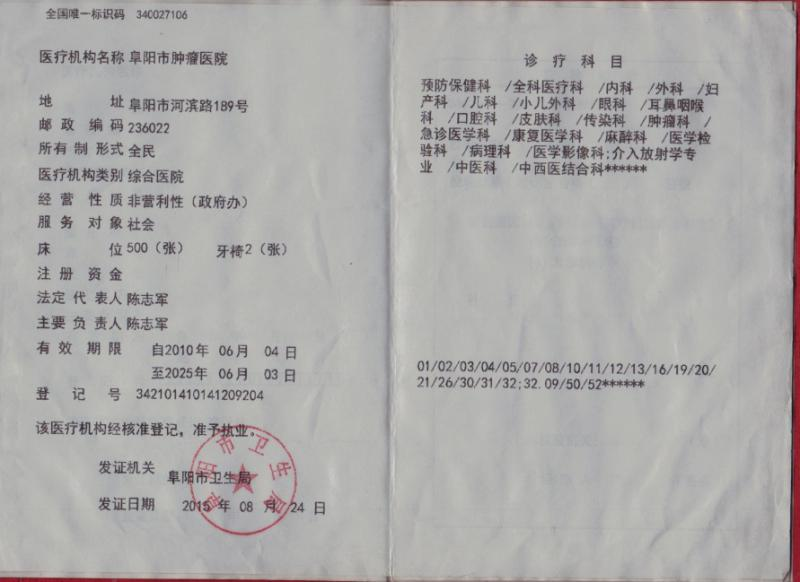 全国唯一标识码 340027106
医疗机构名称 阜阳市肿瘤医院
地 址 阜阳市河滨路189号
邮 政 编 码 236022
所 有 制 形 式 全民
医疗机构类别 综合医院
经 营 性 质 非营利性（政府办）
服 务 对 象 社会
床 位 500（张） 牙椅2（张）
注 册 资 金
法 定 代 表 人 陈志军
主 要 负 责 人 陈志军
有 效 期 限 自2010年 06月 04日
至2025年 06月 03日
登 记 号 342101410141209204
该医疗机构经核准登记，准予执业。
发证机关 阜阳市卫生局
发证日期 2015年 08月 24日
阜阳市卫生局
诊 疗 科 目
预防保健科 /全科医疗科 /内科 /外科 /妇
产科 /儿科 /小儿外科 /眼科 /耳鼻咽喉
科 /口腔科 /皮肤科 /传染科 /肿瘤科 /
急诊医学科 /康复医学科 /麻醉科 /医学检
验科 /病理科 /医学影像科;介入放射学专
业 /中医科 /中西医结合科******
01/02/03/04/05/07/08/10/11/12/13/16/19/20/
21/26/30/31/32;32.09/50/52******